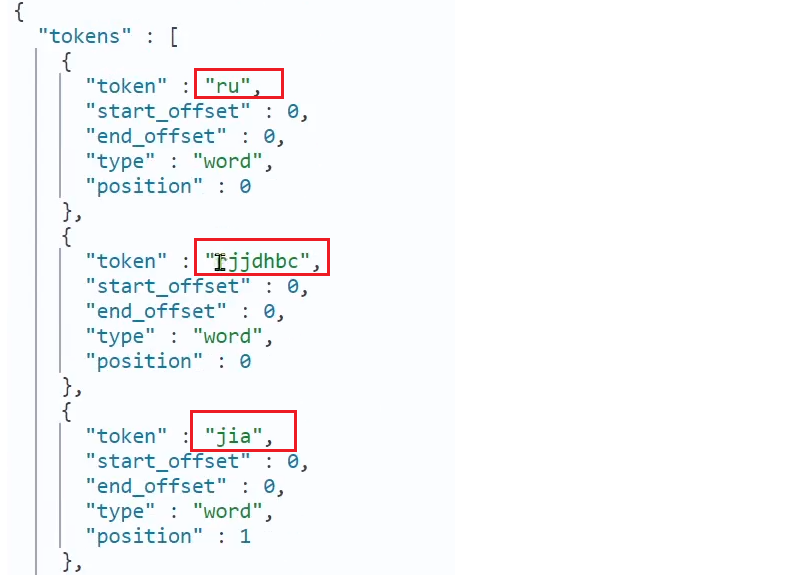 {
"tokens" : [
{
"token" : "ru",
"start_offset" : 0,
"end_offset" : 0,
"type" : "word",
"position" : 0
},
{
"token" : "rjjdhbc",
"start_offset" : 0,
"end_offset" : 0,
"type" : "word",
"position" : 0
},
{
"token" : "jia",
"start_offset" : 0,
"end_offset" : 0,
"type" : "word",
"position" : 1
},